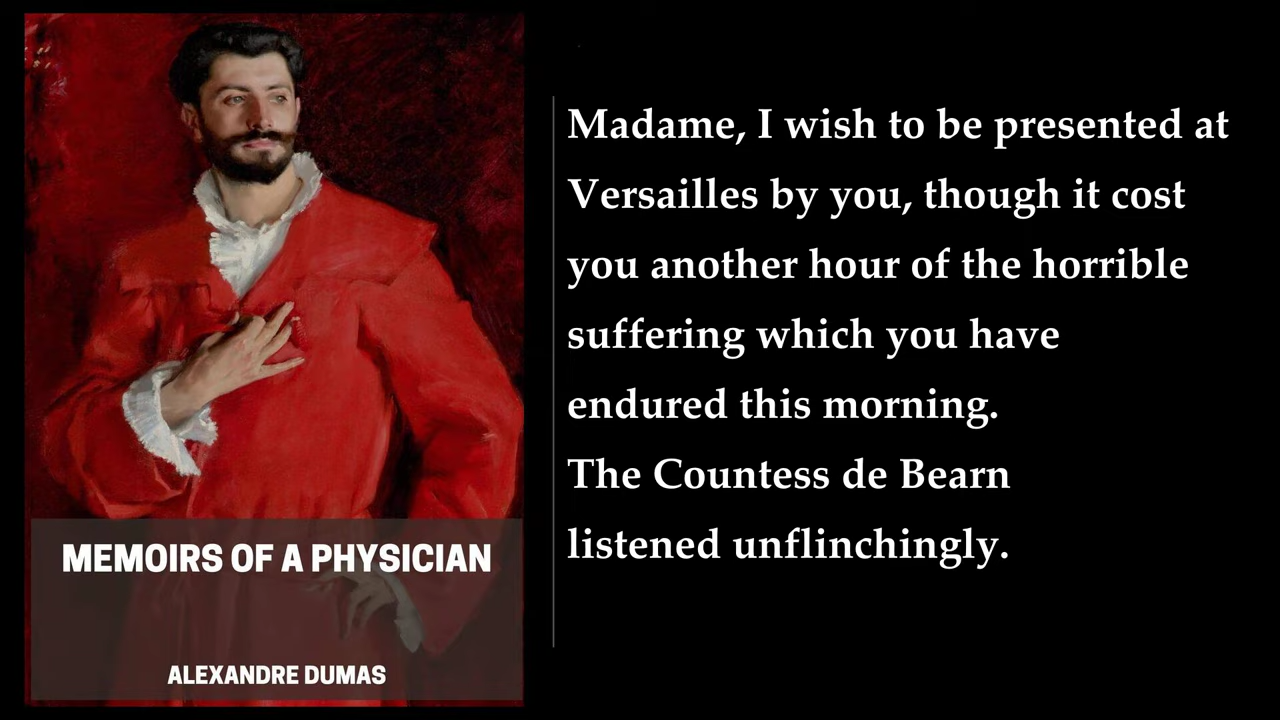 MEMOIRS OF A PHYSICIAN
ALEXANDRE DUMAS
Madame, I wish to be presented at
Versailles by you, though it cost
you another hour of the horrible
suffering which you have
endured this morning.
The Countess de Bearn
listened unflinchingly.